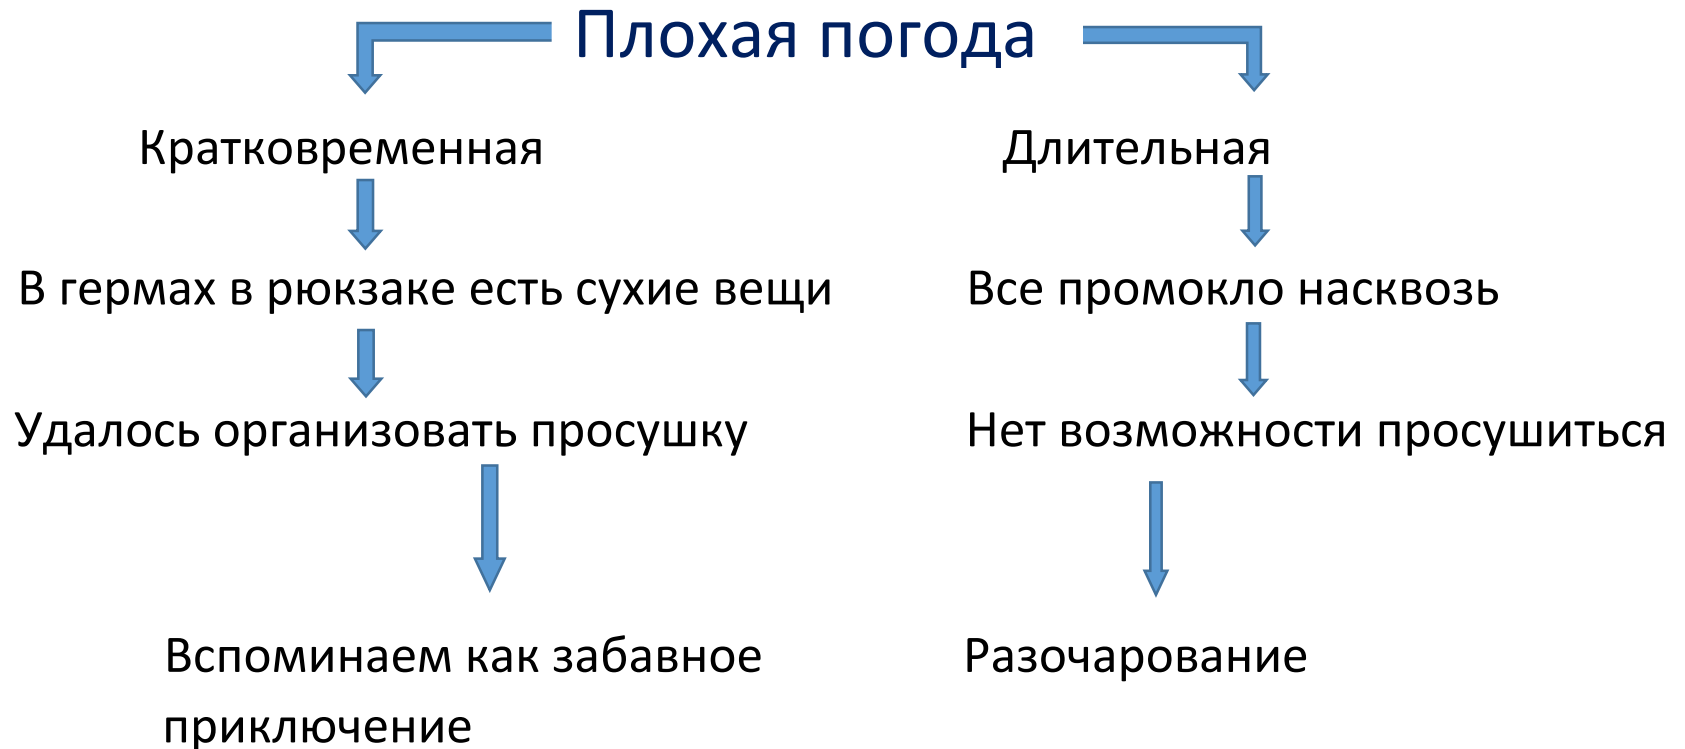 Плохая погода
Кратковременная
Длительная
В гермах в рюкзаке есть сухие вещи
Все промокло насквозь
Удалось организовать просушку
Нет возможности просушиться
Вспоминаем как забавное
приключение
Разочарование